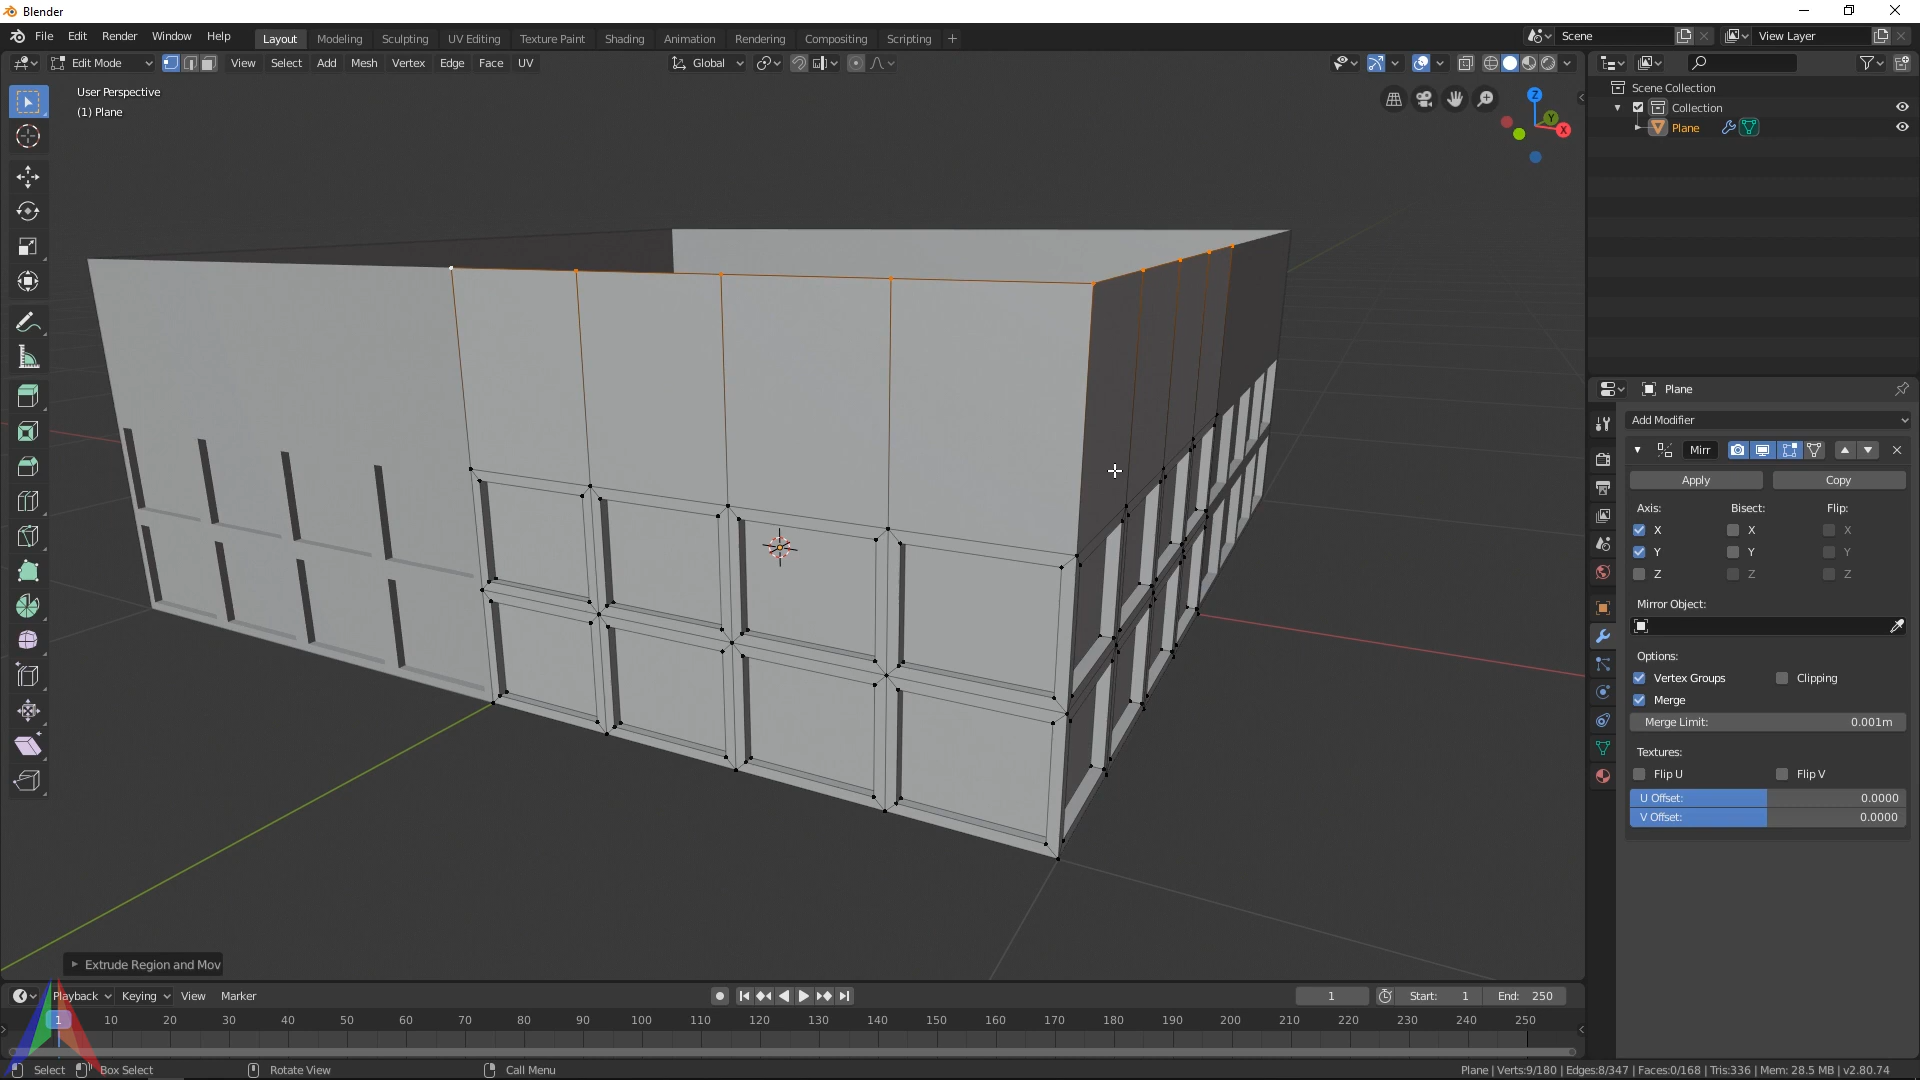 Blender
File Edit Render Window Help
Layout Modeling Sculpting UV Editing Texture Paint Shading Animation Rendering Compositing Scripting +
Scene
View Layer
Edit Mode
View Select Add Mesh Vertex Edge Face UV
Global
User Perspective
(1) Plane
Z
Y
X
Scene Collection
Collection
Plane
Plane
Add Modifier
Mirr
Apply Copy
Axis: Bisect: Flip:
X X X
Y Y Y
Z Z Z
Mirror Object:
Options:
Vertex Groups Clipping
Merge
Merge Limit: 0.001m
Textures:
Flip U Flip V
U Offset: 0.0000
V Offset: 0.0000
Extrude Region and Mov
Playback Keying View Marker
1
Start: 1 End: 250
1 10 20 30 40 50 60 70 80 90 100 110 120 130 140 150 160 170 180 190 200 210 220 230 240 250
Select Box Select Rotate View Call Menu
Plane | Verts:9/180 | Edges:8/347 | Faces:0/168 | Tris:336 | Mem: 28.5 MB | v2.80.74